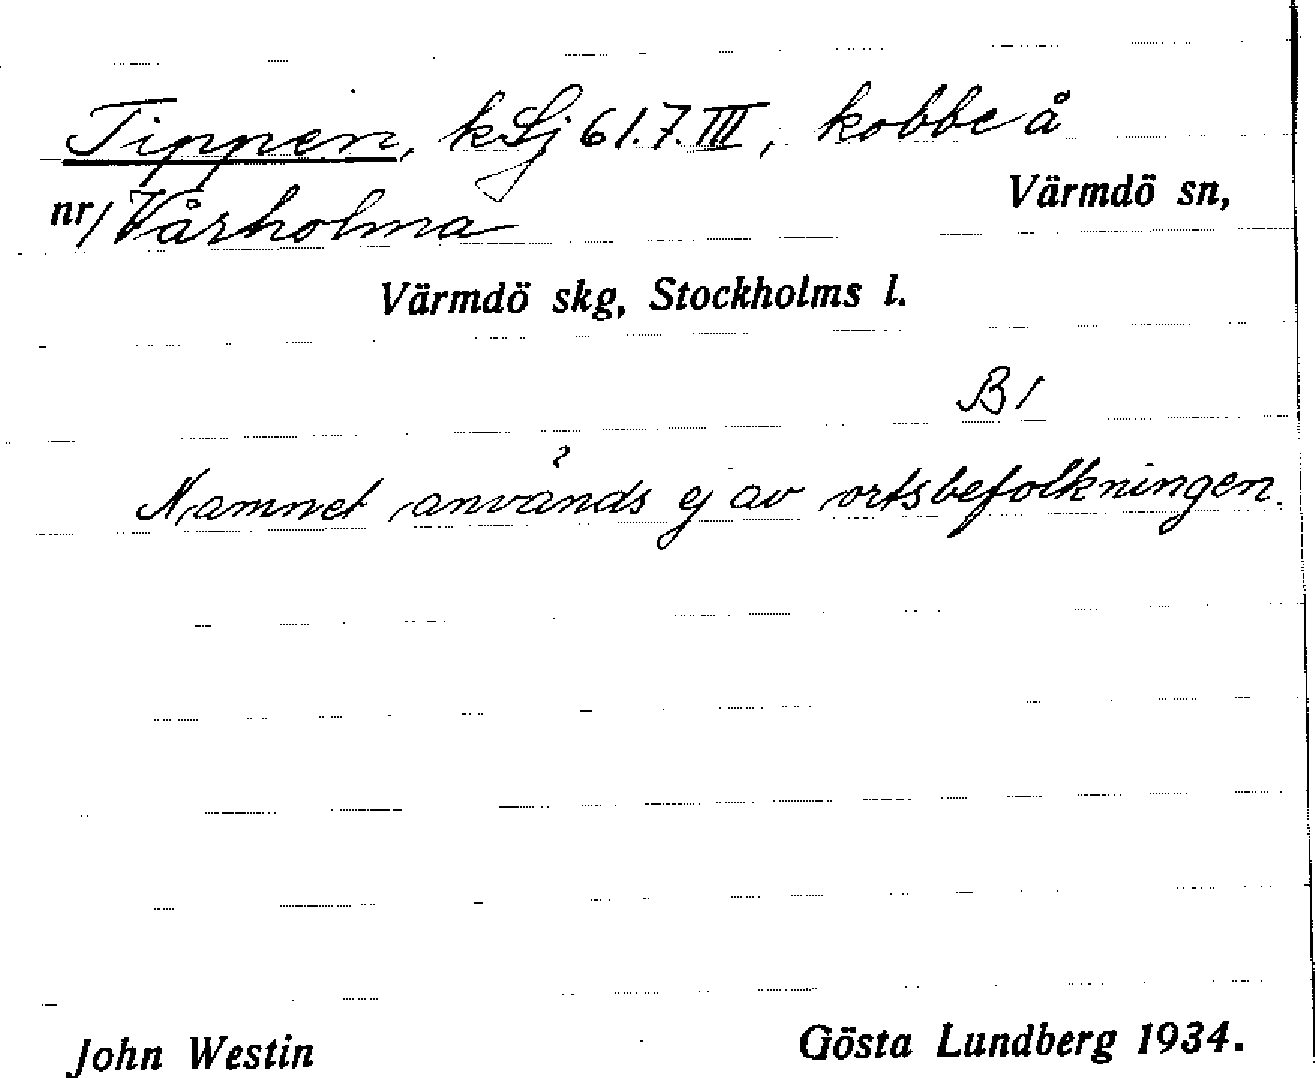 Tippen, kSj 61.7.III, kobbe å
nr/Vårholma Värmdö sn,
Värmdö skg, Stockholms l.
B1
?
Namnet används ej av ortsbefolkningen.
John Westin Gösta Lundberg 1934.